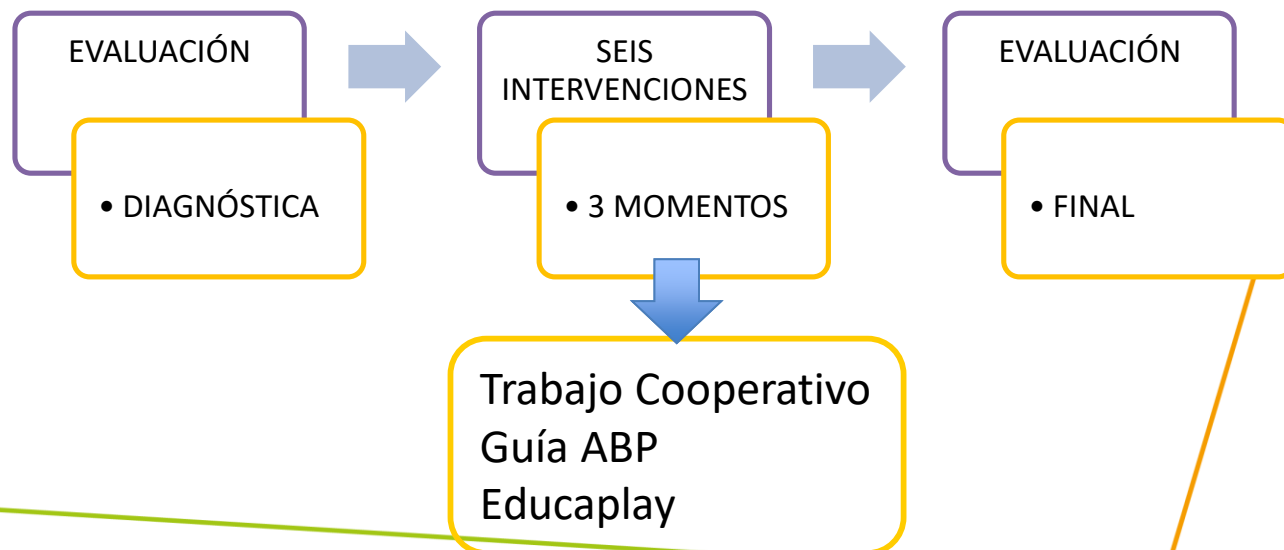 EVALUACIÓN
• DIAGNÓSTICA
SEIS
INTERVENCIONES
• 3 MOMENTOS
EVALUACIÓN
• FINAL
Trabajo Cooperativo
Guía ABP
Educaplay